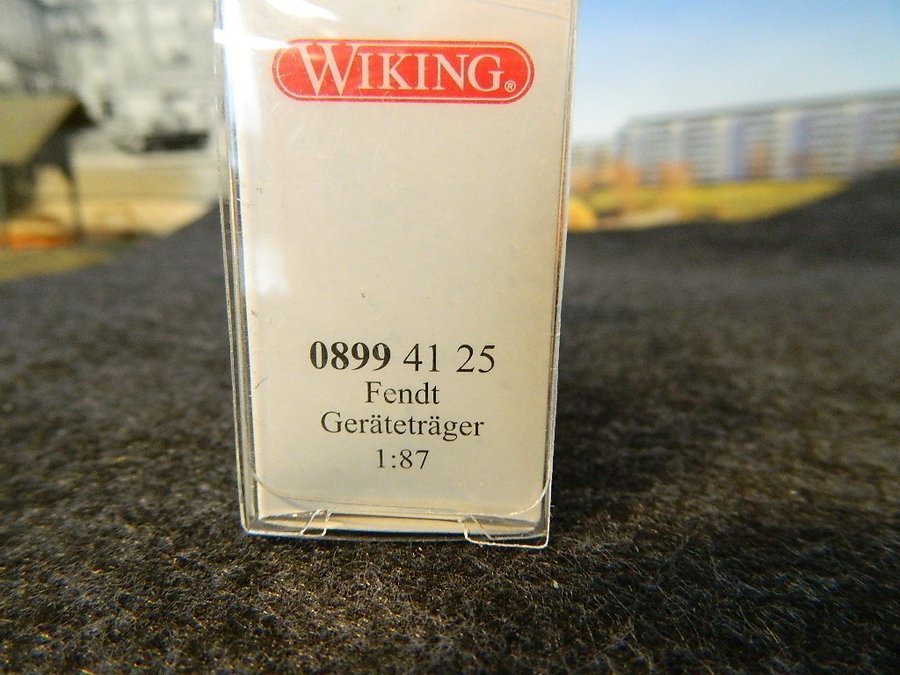 WIKING®
0899 41 25
Fendt
Geräteträger
1:87